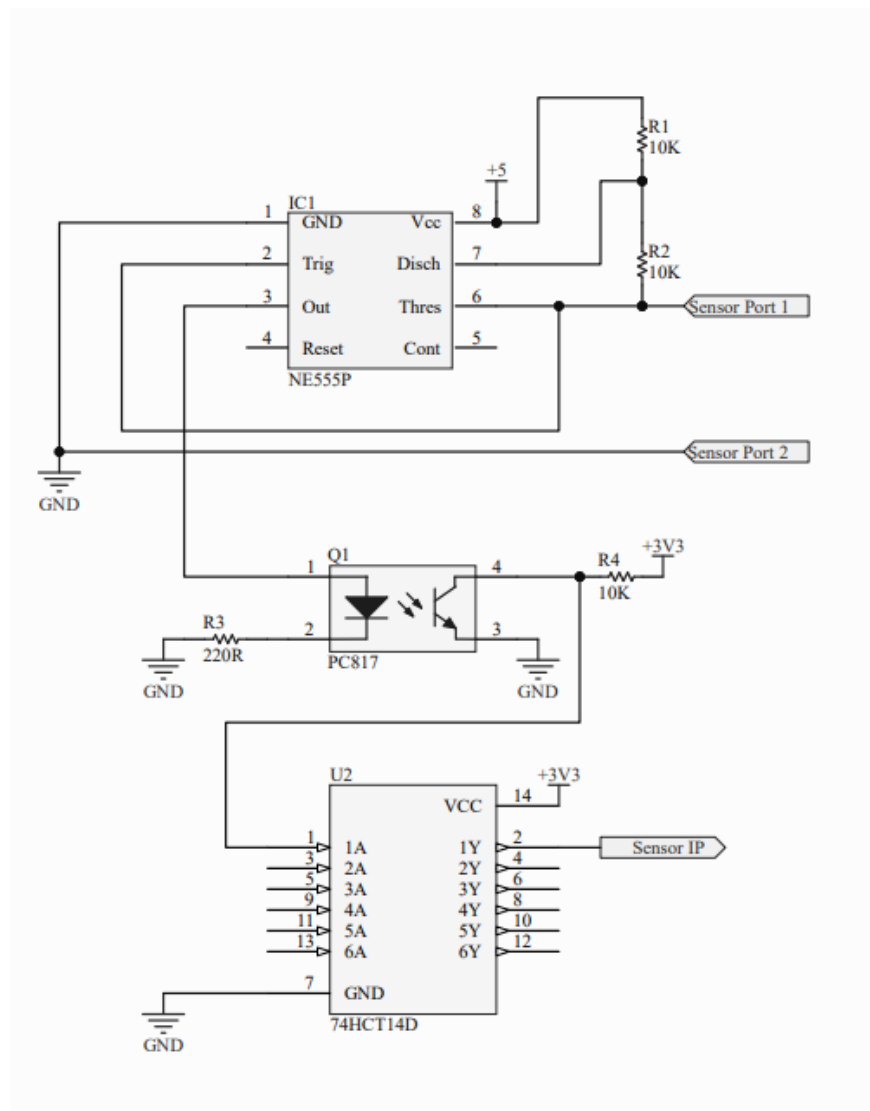 R1
10K
+5
IC1
1 GND Vcc 8
2 Trig Disch 7
R2
10K
3 Out Thres 6
Sensor Port 1
4 Reset Cont 5
NE555P
Sensor Port 2
GND
Q1
1 4
R4
10K
+3V3
R3
220R
2 3
GND
PC817
GND
U2
+3V3
VCC 14
1 1A 1Y 2
Sensor IP
3 2A 2Y 4
5 3A 3Y 6
9 4A 4Y 8
11 5A 5Y 10
13 6A 6Y 12
7 GND
74HCT14D
GND